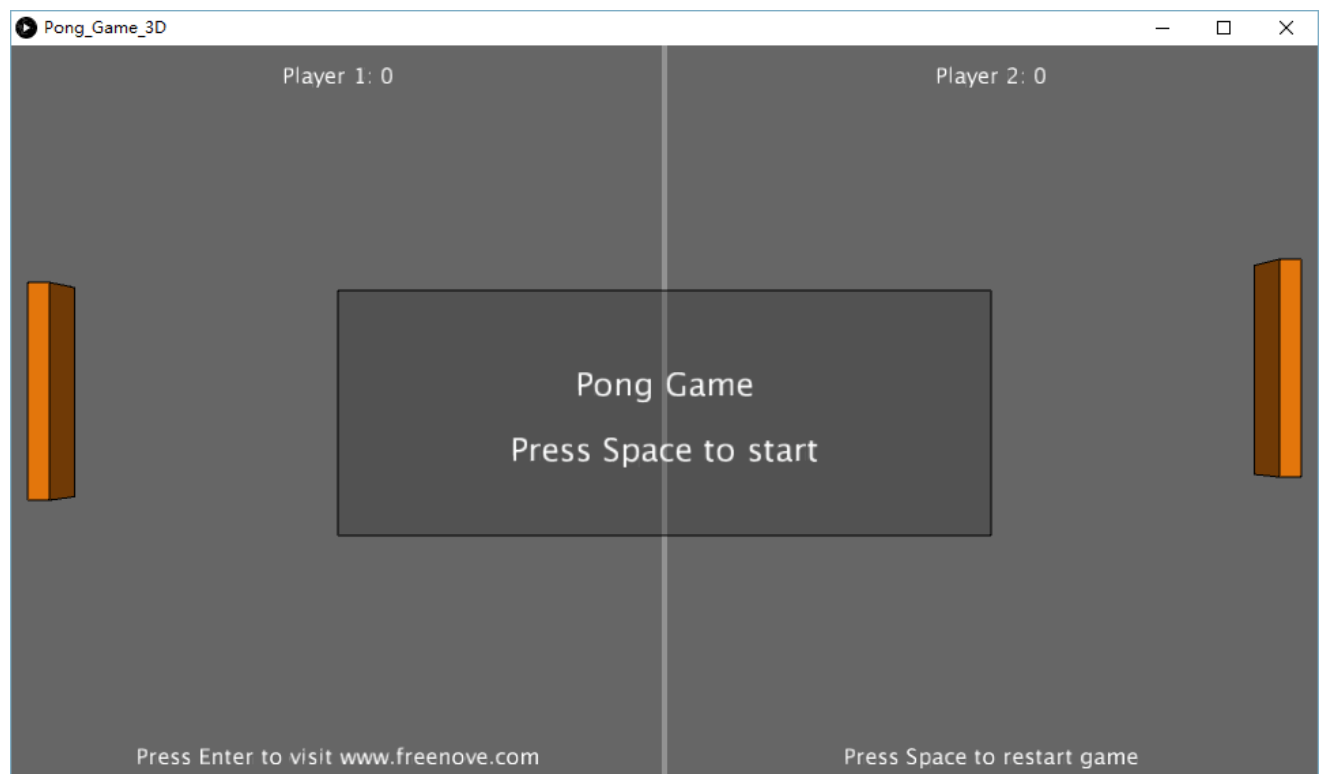 Pong_Game_3D
Player 1: 0
Player 2: 0
Pong Game
Press Space to start
Press Enter to visit www.freenove.com
Press Space to restart game